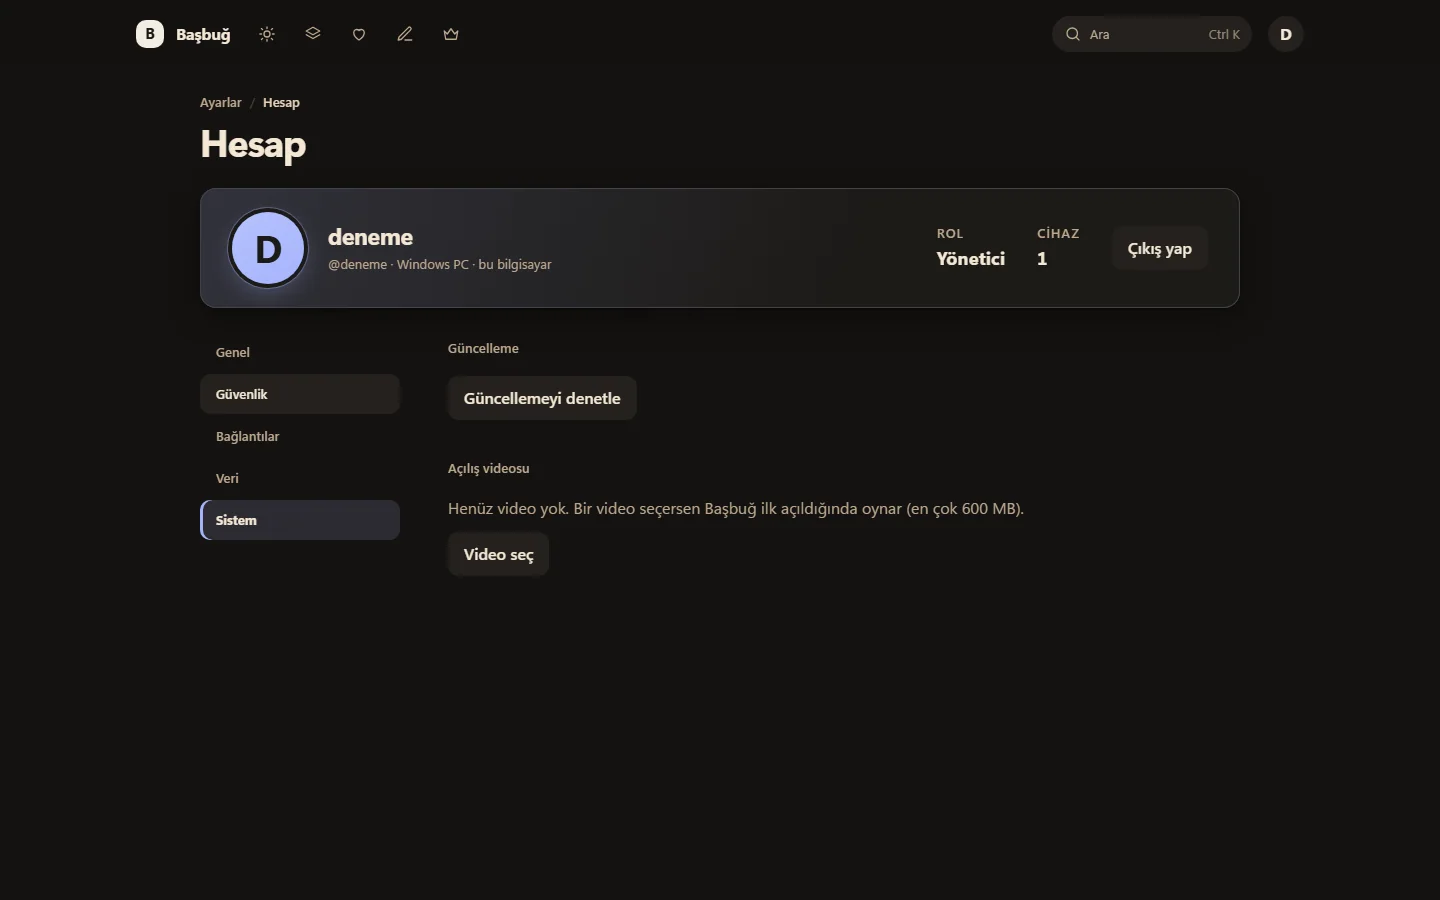 B Başbuğ Ara Ctrl K D
Ayarlar / Hesap
Hesap
D
deneme
@deneme · Windows PC · bu bilgisayar
ROL
Yönetici
CİHAZ
1
Çıkış yap
Genel
Güvenlik
Bağlantılar
Veri
Sistem
Güncelleme
Güncellemeyi denetle
Açılış videosu
Henüz video yok. Bir video seçersen Başbuğ ilk açıldığında oynar (en çok 600 MB).
Video seç